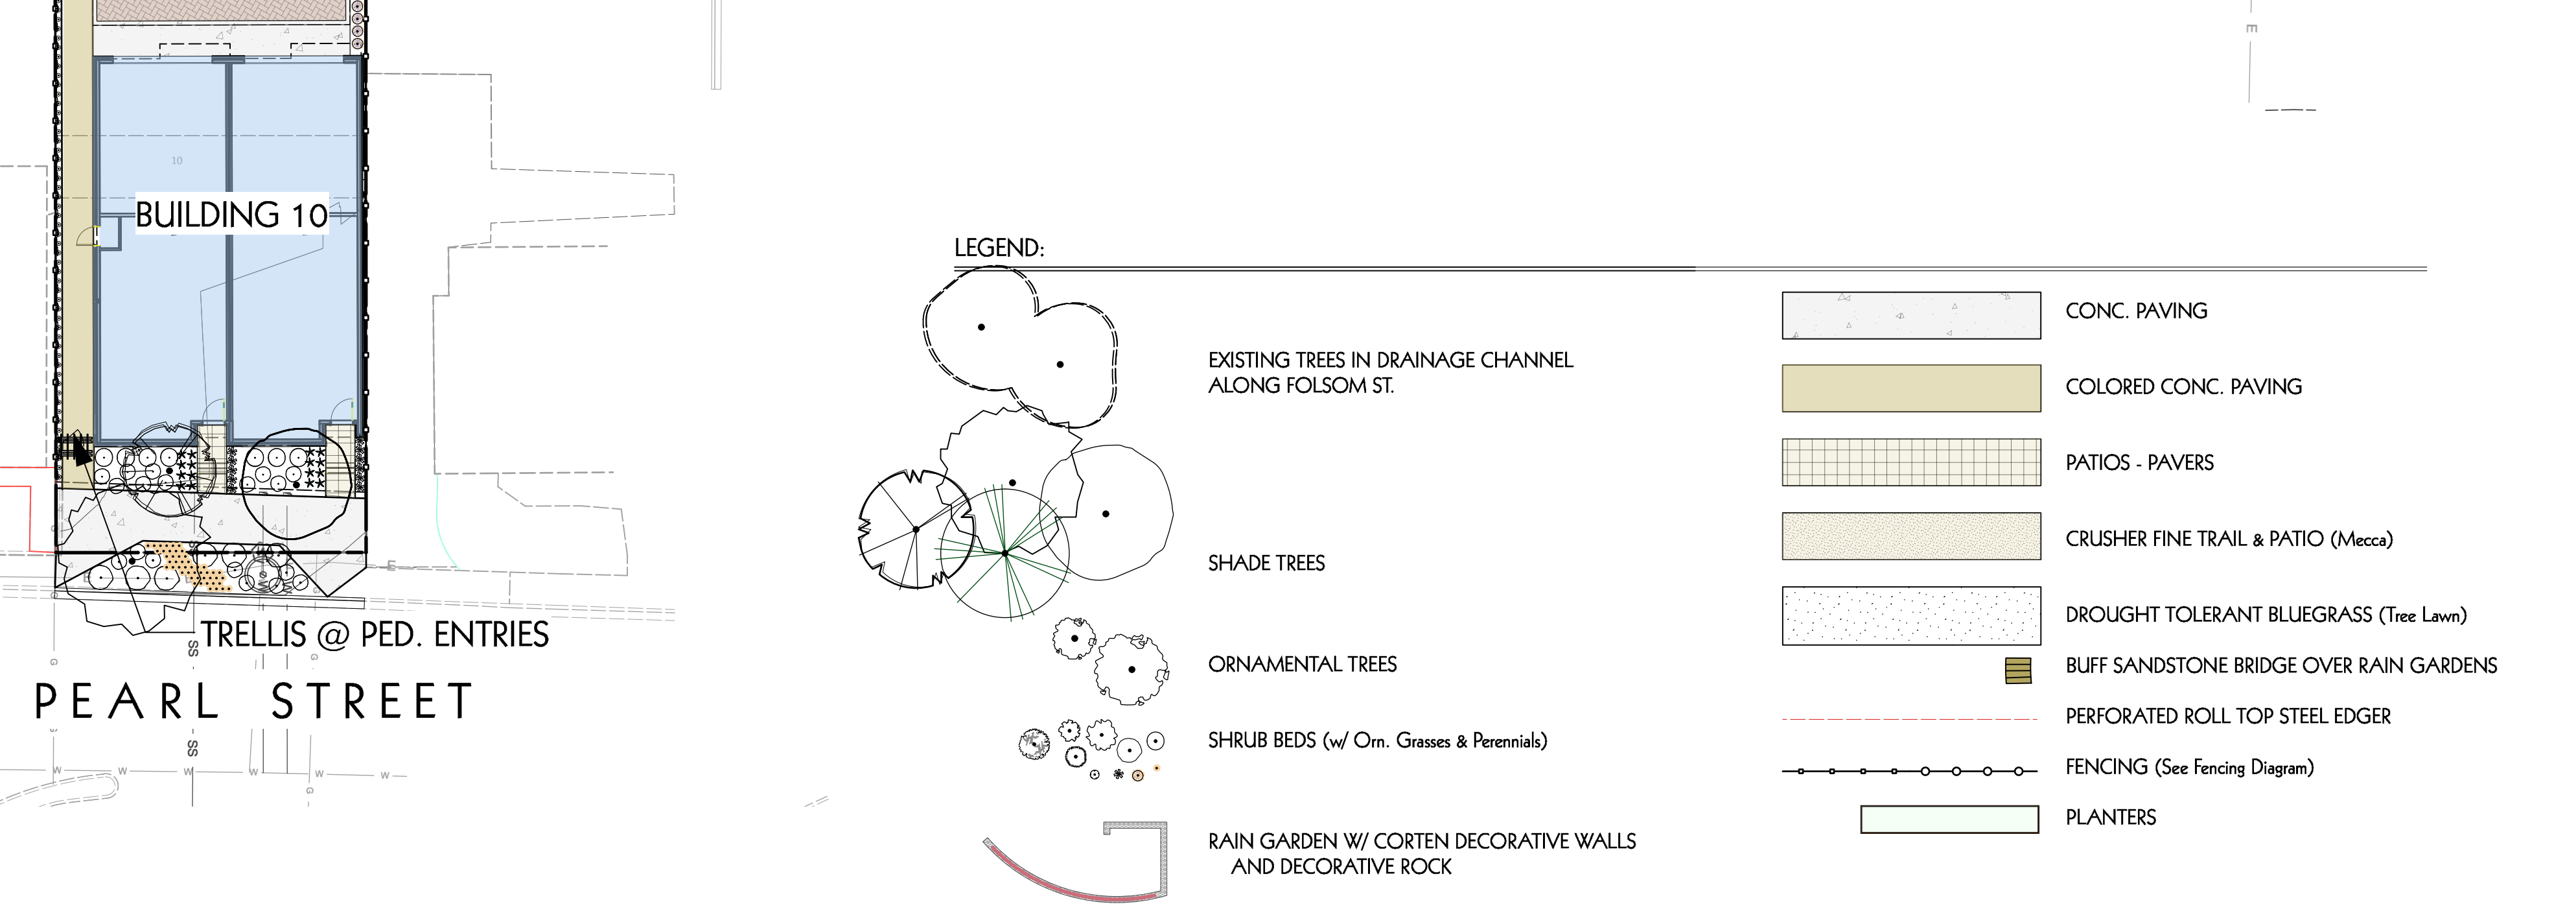 10
BUILDING 10
TRELLIS @ PED. ENTRIES
PEARL STREET
SS
SS
G
G
G
G
W W W W W W
E
E
LEGEND:
EXISTING TREES IN DRAINAGE CHANNEL
ALONG FOLSOM ST.
SHADE TREES
ORNAMENTAL TREES
SHRUB BEDS (w/ Orn. Grasses & Perennials)
RAIN GARDEN W/ CORTEN DECORATIVE WALLS
AND DECORATIVE ROCK
CONC. PAVING
COLORED CONC. PAVING
PATIOS - PAVERS
CRUSHER FINE TRAIL & PATIO (Mecca)
DROUGHT TOLERANT BLUEGRASS (Tree Lawn)
BUFF SANDSTONE BRIDGE OVER RAIN GARDENS
PERFORATED ROLL TOP STEEL EDGER
FENCING (See Fencing Diagram)
PLANTERS